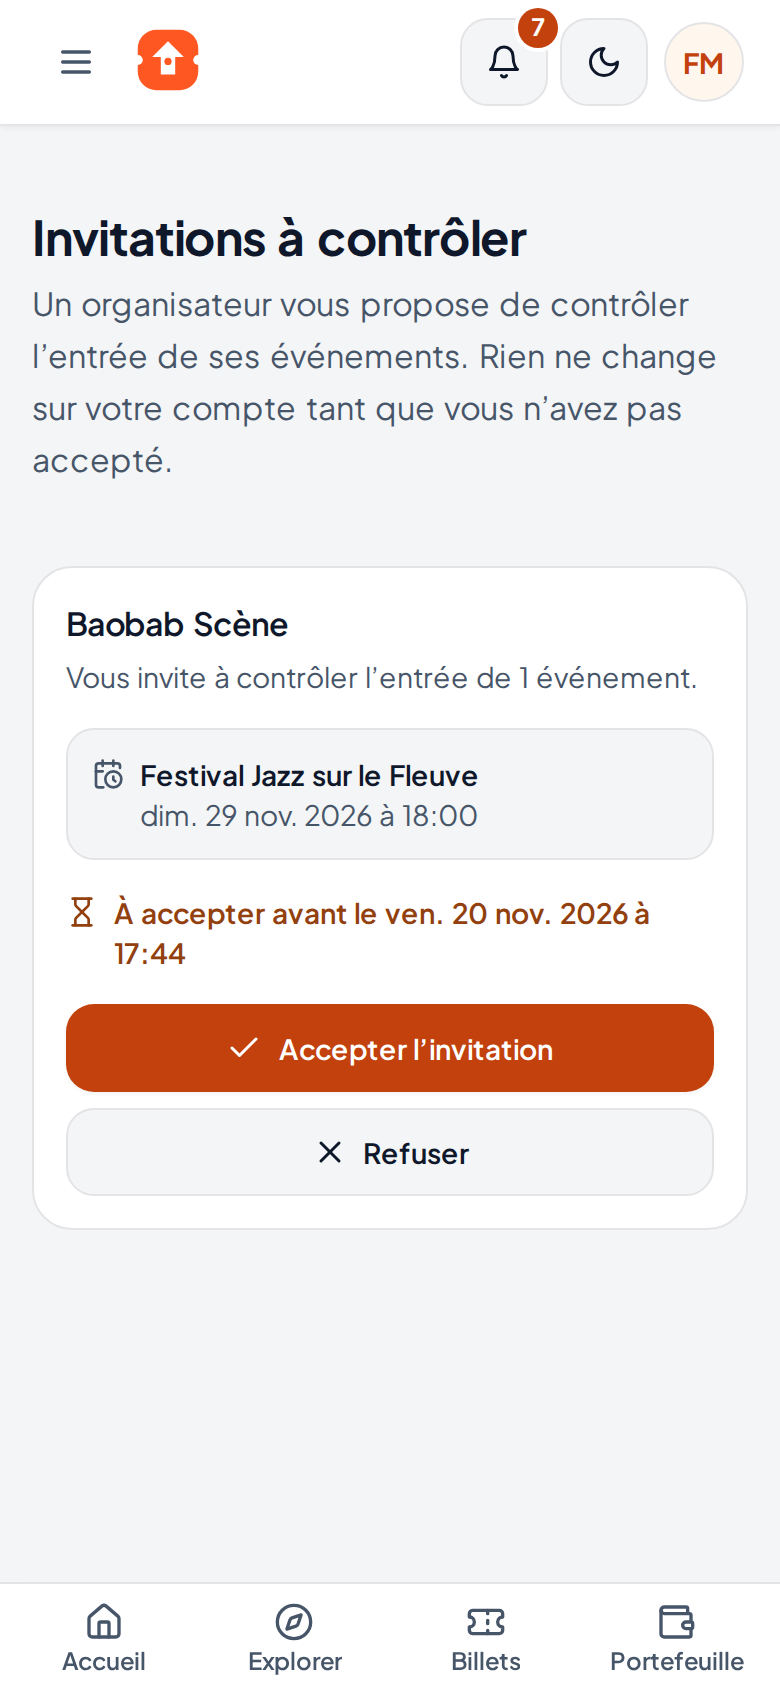 7
FM
Invitations à contrôler
Un organisateur vous propose de contrôler
l’entrée de ses événements. Rien ne change
sur votre compte tant que vous n’avez pas
accepté.
Baobab Scène
Vous invite à contrôler l’entrée de 1 événement.
Festival Jazz sur le Fleuve
dim. 29 nov. 2026 à 18:00
À accepter avant le ven. 20 nov. 2026 à
17:44
Accepter l’invitation
Refuser
Accueil
Explorer
Billets
Portefeuille